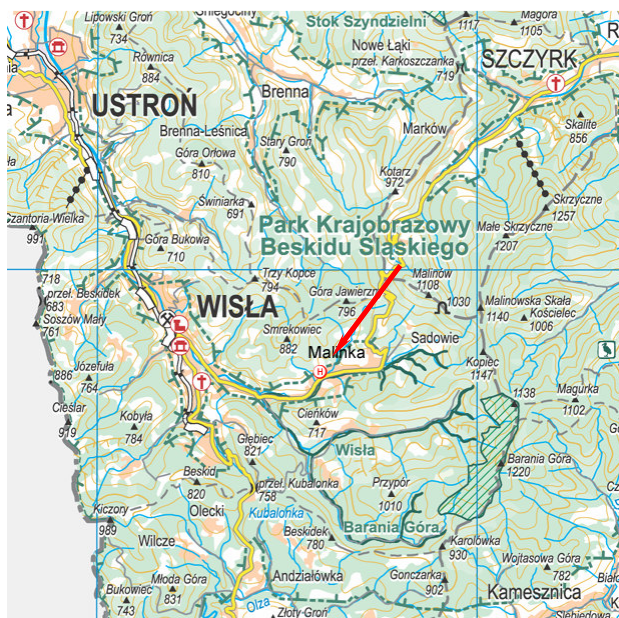 Lipowski Groń
734
Stok Szyndzielni
1117
Magura
1105
R
Równica
884
Nowe Łąki
przeł. Karkoszczanka
719
SZCZYRK
USTROŃ
Brenna
Brenna-Leśnica
Stary Groń
790
Marków
Skalite
856
Góra Orłowa
810
Kotarz
972
Świniarka
691
Skrzyczne
1257
Czantoria Wielka
991
Park Krajobrazowy
Beskidu Śląskiego
Małe Skrzyczne
1207
Góra Bukowa
710
718
przeł. Beskidek
683
Trzy Kopce
794
Malinów
1108
Góra Jawierzn
796
1030
Malinowska Skała
1140
Soszów Mały
761
WISŁA
Kościelec
1006
Smrekowiec
882
Malinka
Sadowie
H
Józefula
764
886
Kopiec
1147
Magurka
1102
1138
Cieślar
919
Kobyła
784
Cieńków
717
Głębiec
821
Wisła
Barania Góra
1220
Beskid
820
przeł. Kubalonka
758
Przypór
1010
Kiczory
989
Olecki
Kubalonka
Barania Góra
Beskidek
780
Karolówka
930
Wilcze
Wojtasowa Góra
782
Młoda Góra
831
Andziałówka
Gonczarka
902
Bukowiec
743
Kamesznica
Olza
Złoty Groń